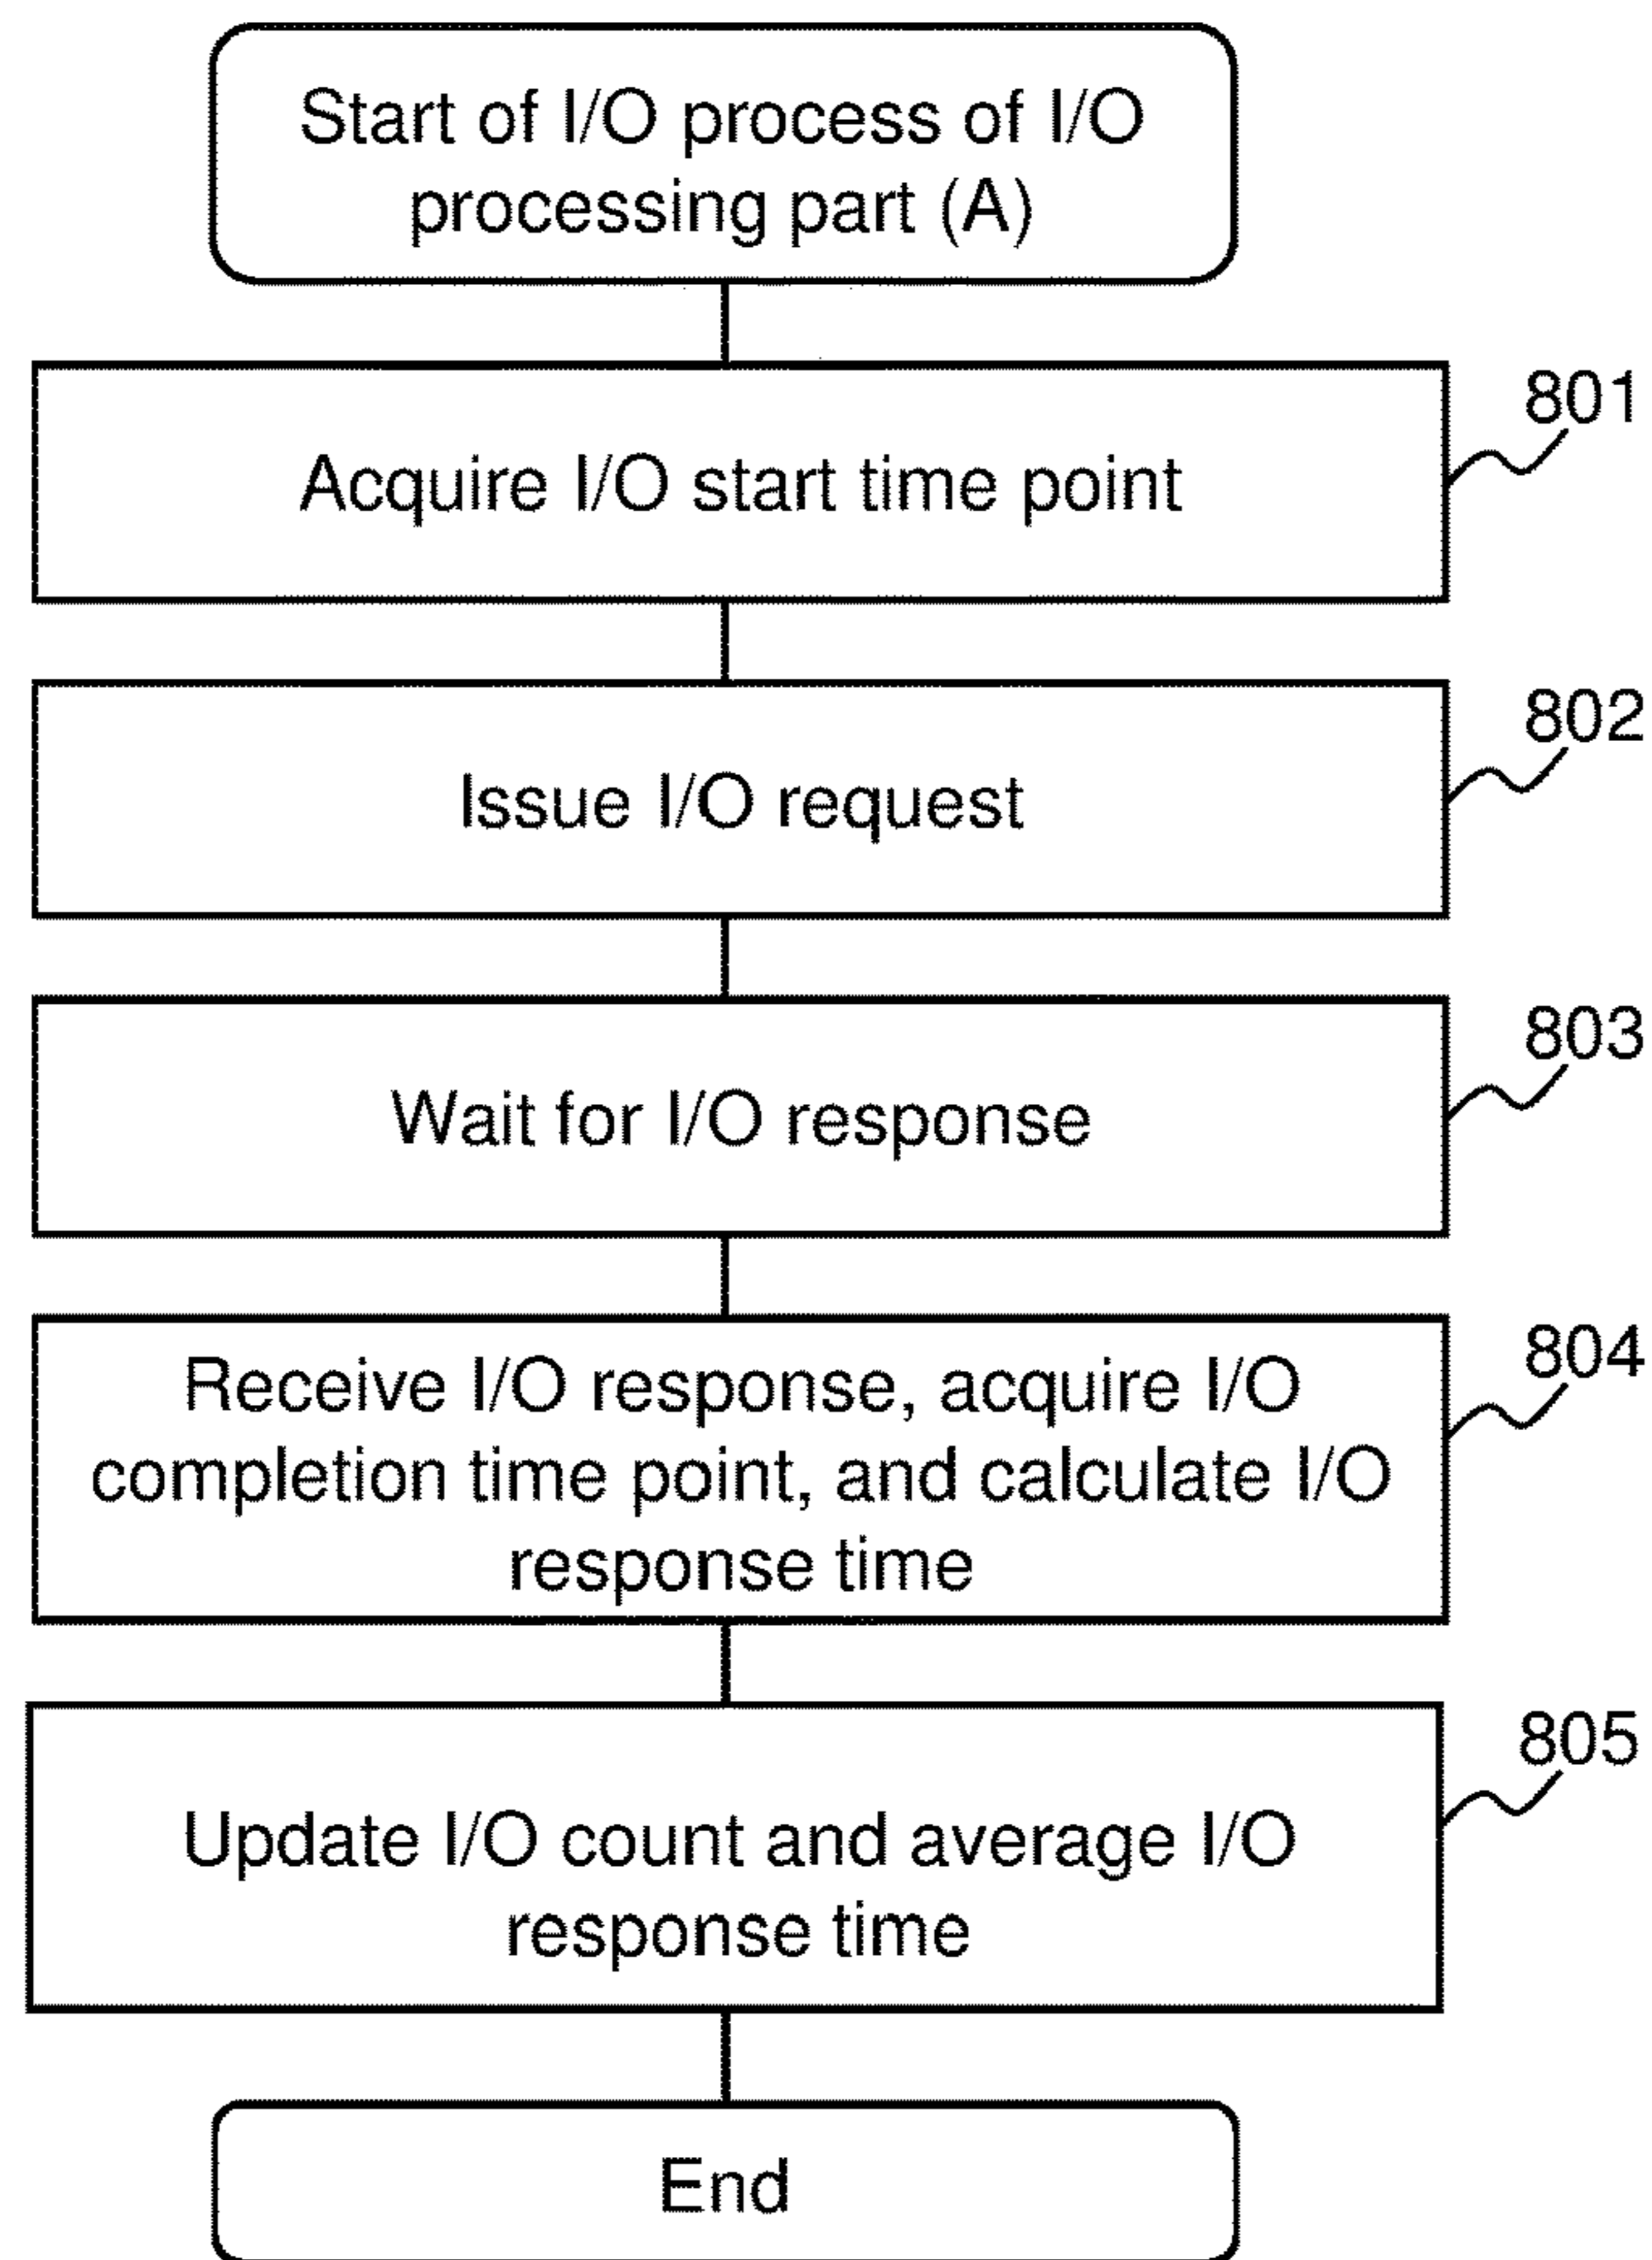 Start of I/O process of I/O
processing part (A)
801
Acquire I/O start time point
802
Issue I/O request
803
Wait for I/O response
804
Receive I/O response, acquire I/O
completion time point, and calculate I/O
response time
805
Update I/O count and average I/O
response time
End